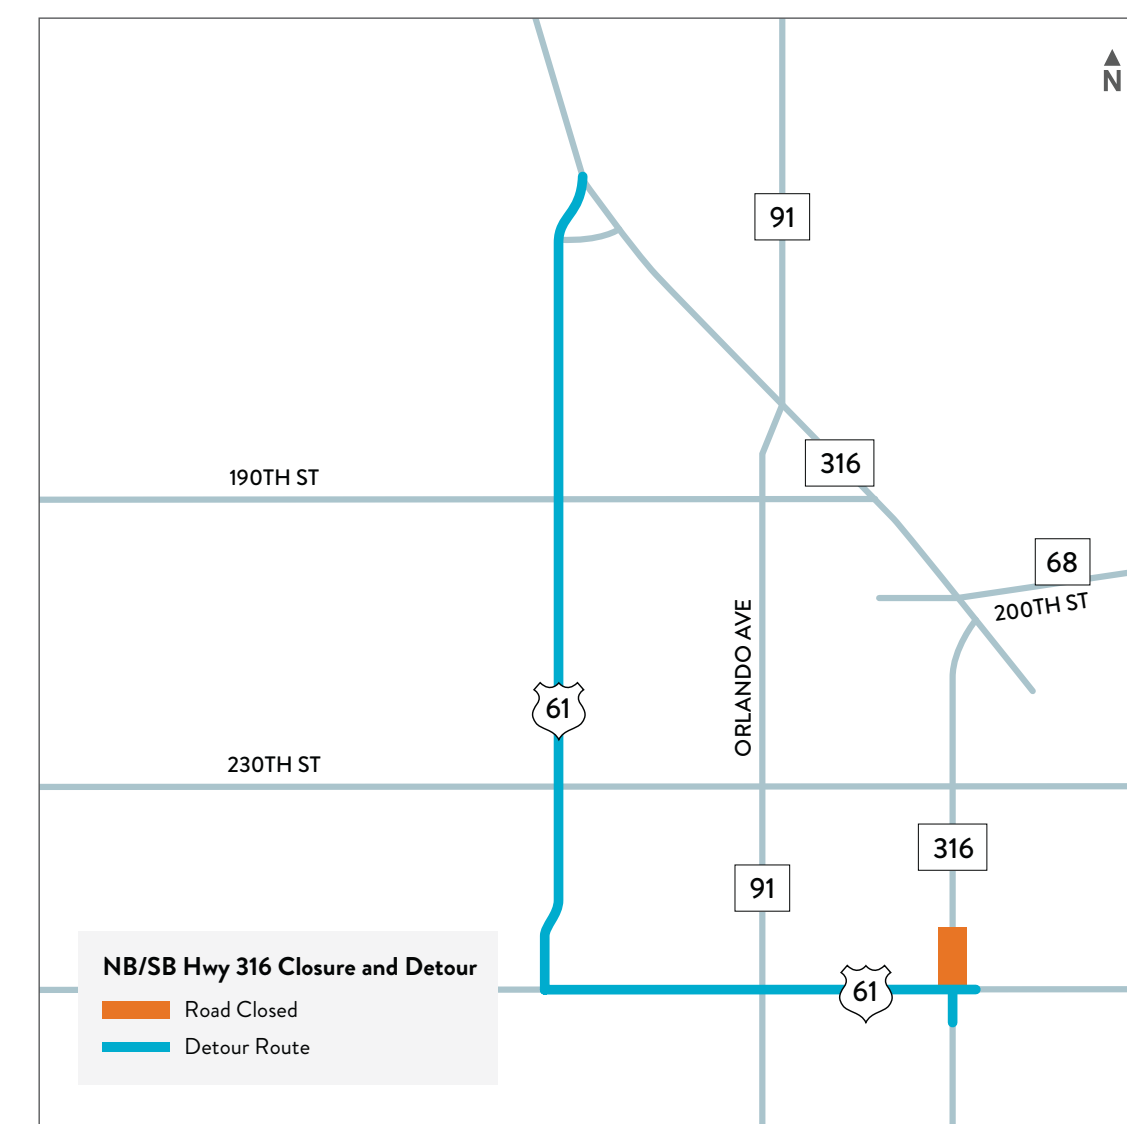 N
91
316
190TH ST
68
200TH ST
ORLANDO AVE
61
230TH ST
316
91
NB/SB Hwy 316 Closure and Detour
Road Closed
Detour Route
61